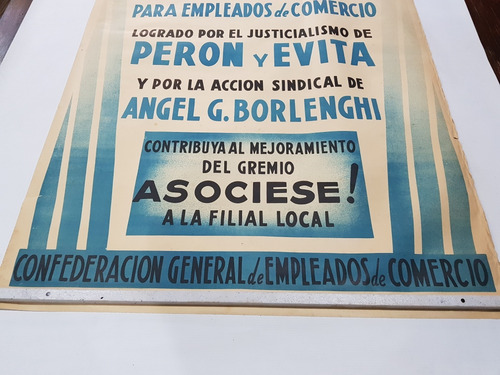 PARA EMPLEADOS de COMERCIO
LOGRADO POR EL JUSTICIALISMO DE
PERON Y EVITA
Y POR LA ACCION SINDICAL DE
ANGEL G. BORLENGHI
CONTRIBUYA AL MEJORAMIENTO
DEL GREMIO
ASOCIESE!
A LA FILIAL LOCAL
CONFEDERACION GENERAL de EMPLEADOS de COMERCIO